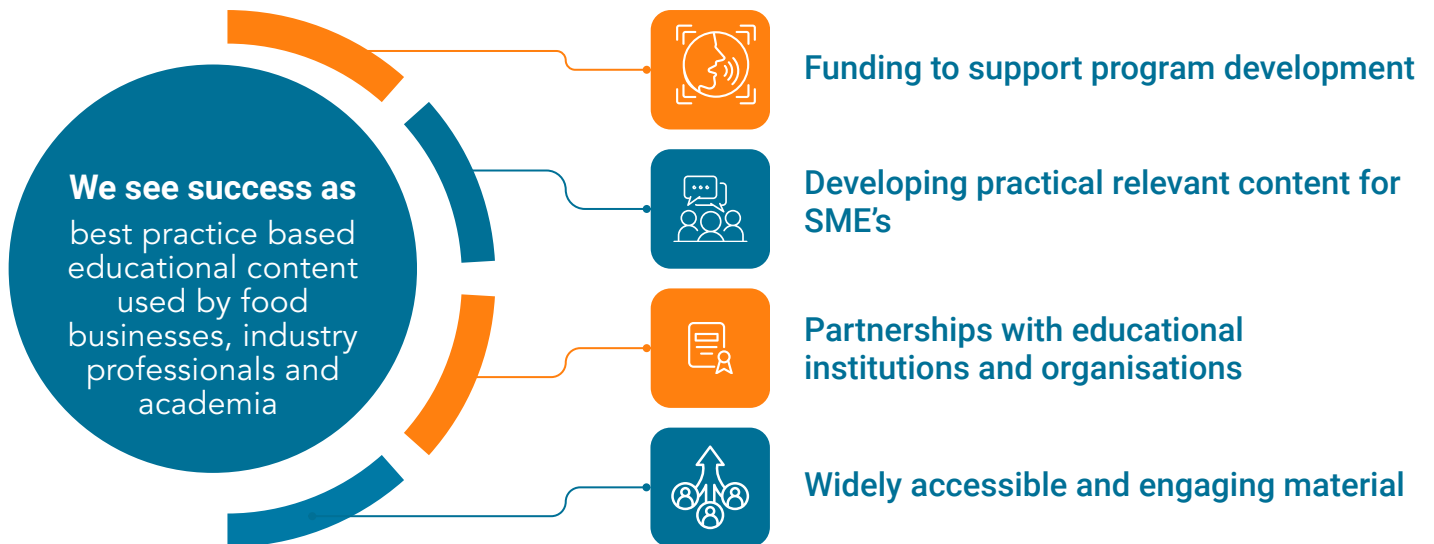 We see success as
best practice based
educational content
used by food
businesses, industry
professionals and
academia
Funding to support program development
Developing practical relevant content for
SME's
Partnerships with educational
institutions and organisations
Widely accessible and engaging material